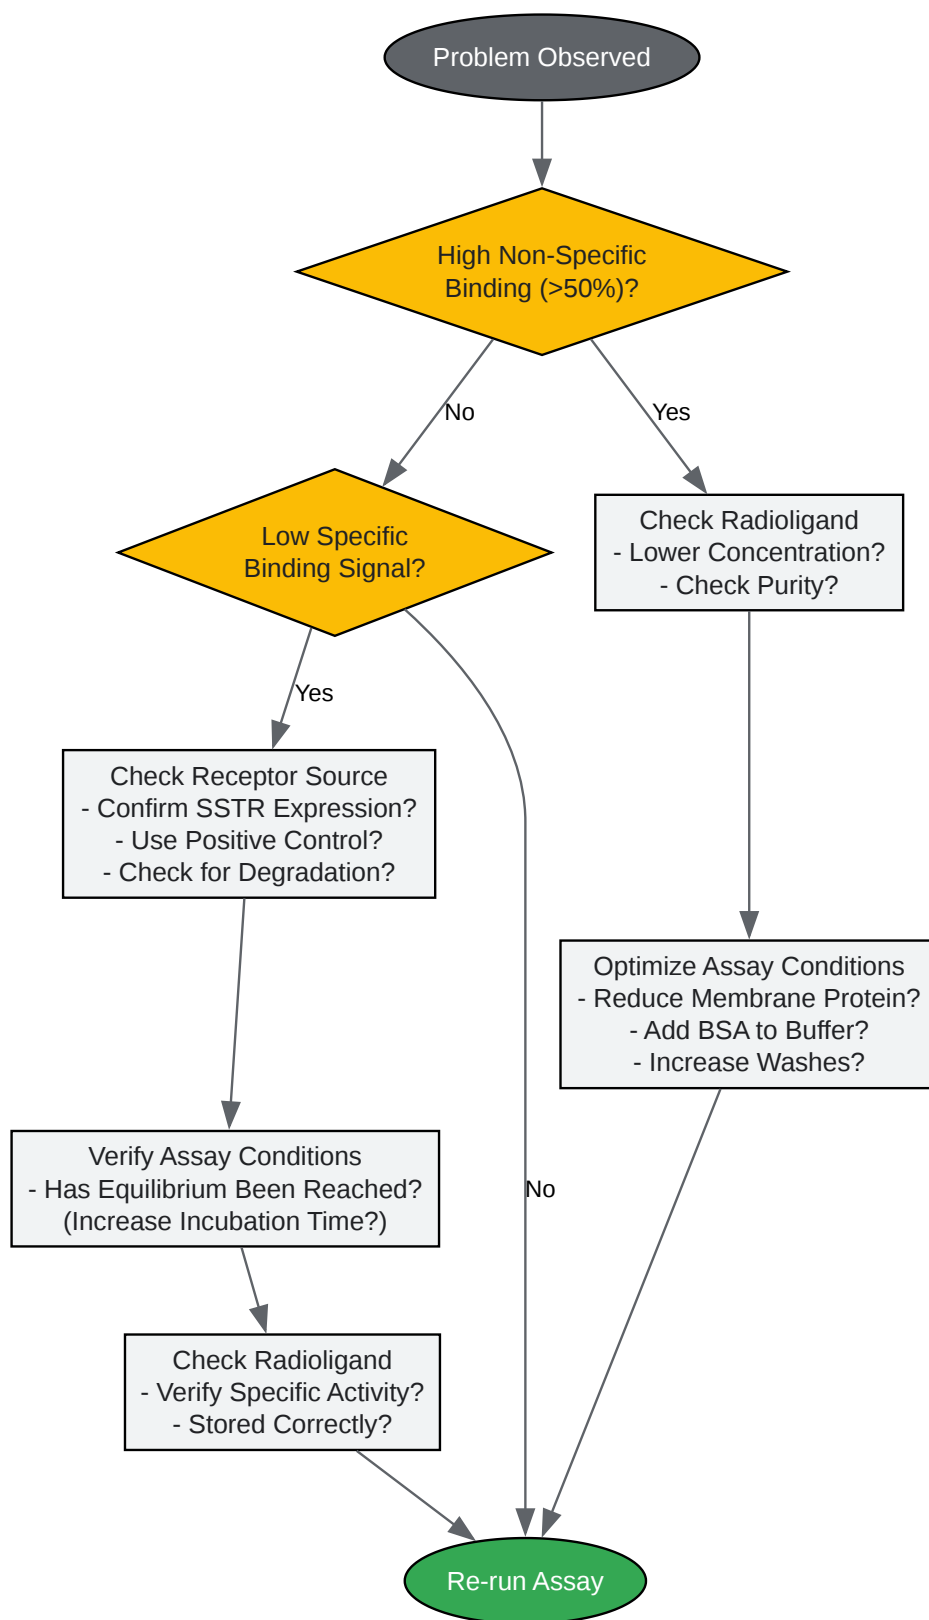 Problem Observed
High Non-Specific
Binding (>50%)?
No
Yes
Low Specific
Binding Signal?
Check Radioligand
- Lower Concentration?
- Check Purity?
Yes
Check Receptor Source
- Confirm SSTR Expression?
- Use Positive Control?
- Check for Degradation?
Optimize Assay Conditions
- Reduce Membrane Protein?
- Add BSA to Buffer?
- Increase Washes?
Verify Assay Conditions
- Has Equilibrium Been Reached?
(Increase Incubation Time?)
No
Check Radioligand
- Verify Specific Activity?
- Stored Correctly?
Re-run Assay